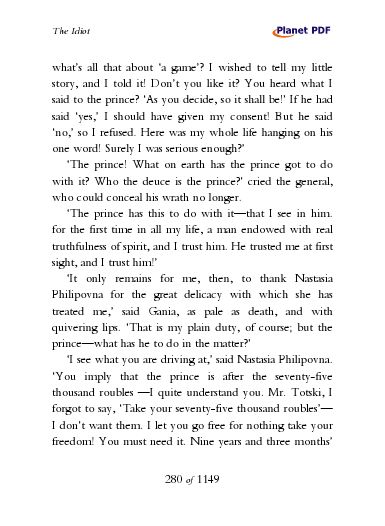 The Idiot
Planet PDF
what's all that about 'a game'? I wished to tell my little
story, and I told it! Don't you like it? You heard what I
said to the prince? 'As you decide, so it shall be!' If he had
said 'yes,' I should have given my consent! But he said
'no,' so I refused. Here was my whole life hanging on his
one word! Surely I was serious enough?'
'The prince! What on earth has the prince got to do
with it? Who the deuce is the prince?' cried the general,
who could conceal his wrath no longer.
'The prince has this to do with it—that I see in him.
for the first time in all my life, a man endowed with real
truthfulness of spirit, and I trust him. He trusted me at first
sight, and I trust him!'
'It only remains for me, then, to thank Nastasia
Philipovna for the great delicacy with which she has
treated me,' said Gania, as pale as death, and with
quivering lips. 'That is my plain duty, of course; but the
prince—what has he to do in the matter?'
'I see what you are driving at,' said Nastasia Philipovna.
'You imply that the prince is after the seventy-five
thousand roubles —I quite understand you. Mr. Totski, I
forgot to say, 'Take your seventy-five thousand roubles'—
I don't want them. I let you go free for nothing take your
freedom! You must need it. Nine years and three months'
280 of 1149